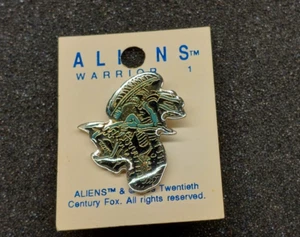 ALIENS™
WARRIOR 1
ALIENS™ & Twentieth
Century Fox. All rights reserved.